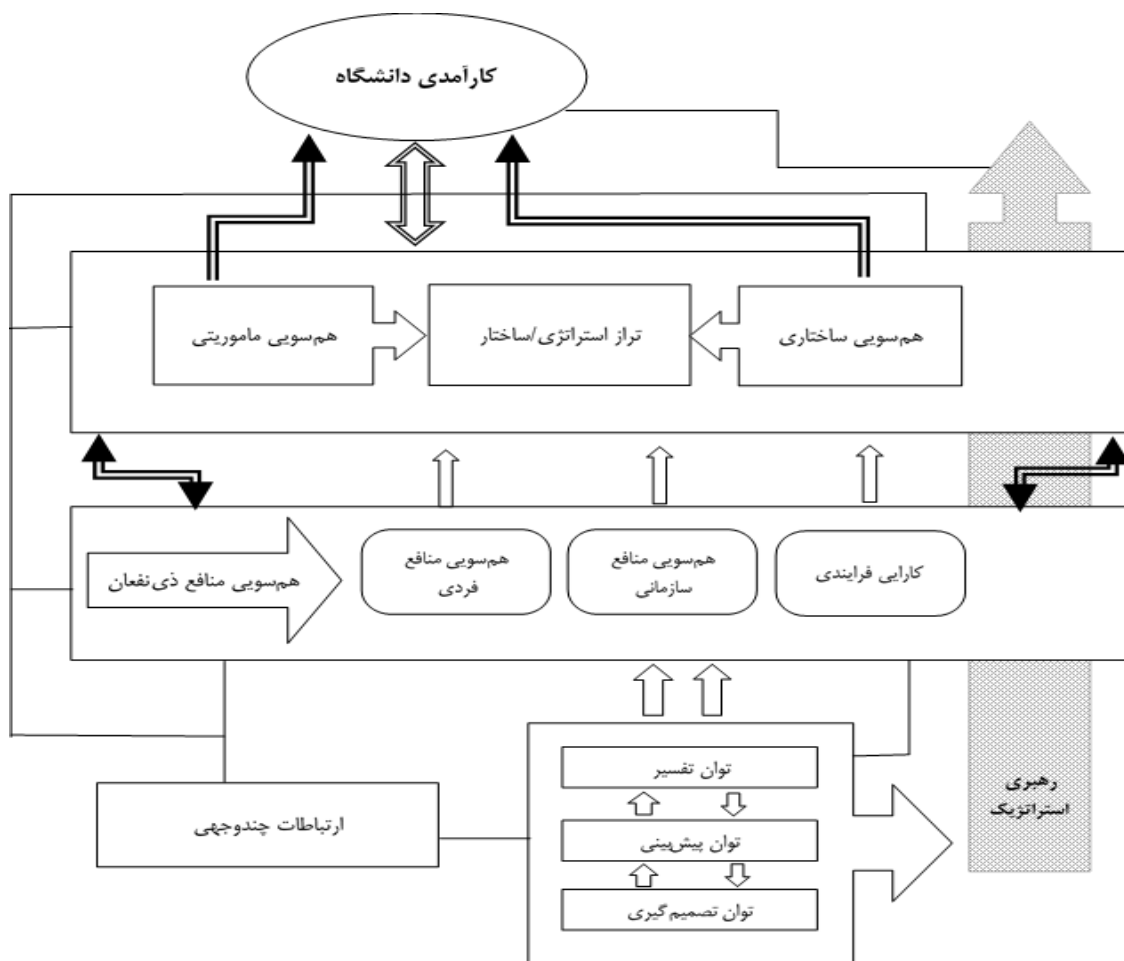 کارآمدی دانشگاه
هم‌سویی ساختاری
تراز استراتژی/ساختار
هم‌سویی ماموریتی
کارایی فرایندی
هم‌سویی منافع
سازمانی
هم‌سویی منافع
فردی
هم‌سویی منافع ذی‌نفعان
رهبری
استراتژیک
توان تفسیر
توان پیش‌بینی
توان تصمیم گیری
ارتباطات چندوجهی